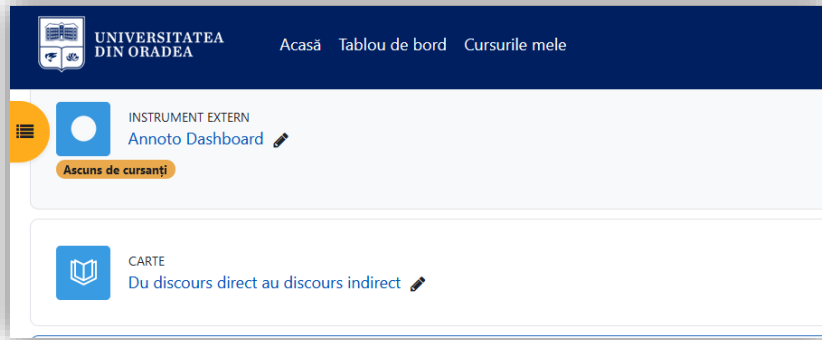 UNIVERSITATEA
DIN ORADEA
Acasă Tablou de bord Cursurile mele
INSTRUMENT EXTERN
Annoto Dashboard
Ascuns de cursanți
CARTE
Du discours direct au discours indirect